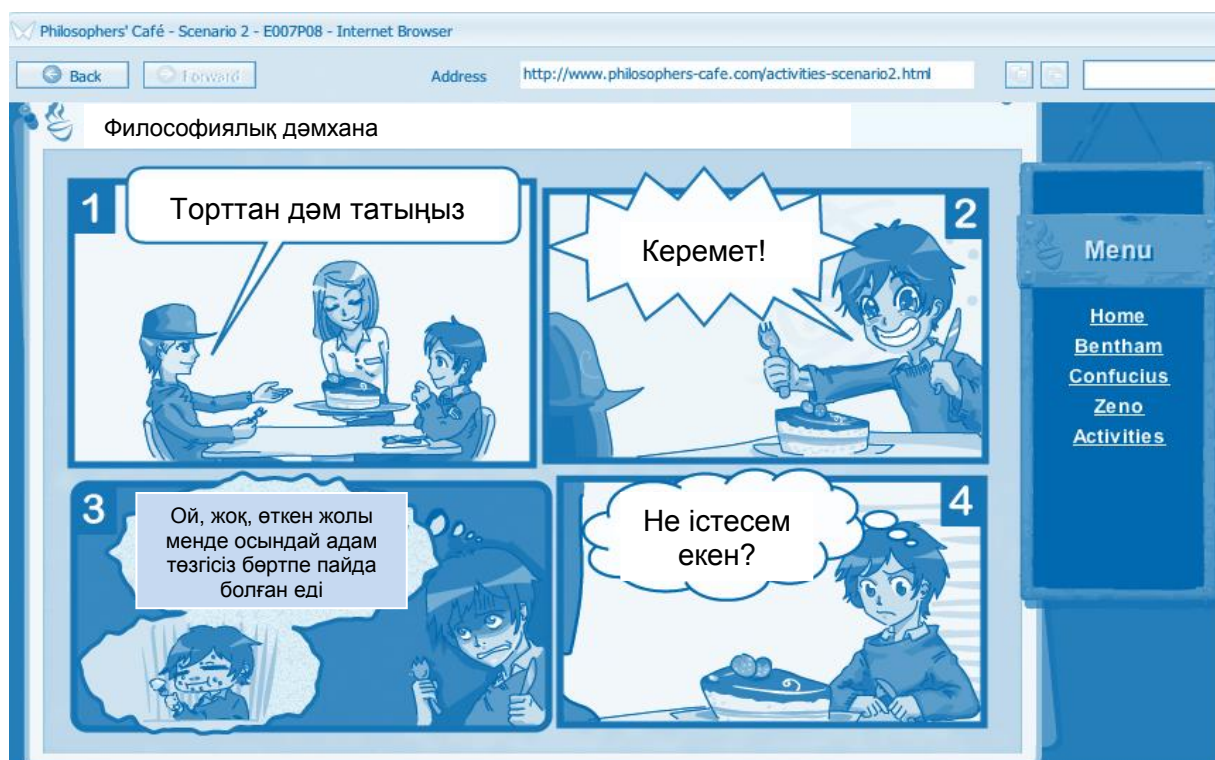 Philosophers' Café - Scenario 2 - E007P08 - Internet Browser
Back
Forward
Address
http://www.philosophers-cafe.com/activities-scenario2.html
Философиялық дәмхана
1
Торттан дәм татыңыз
2
Керемет!
3
Ой, жоқ, өткен жолы
менде осындай адам
төзгісіз бөртпе пайда
болған еді
4
Не істесем
екен?
Menu
Home
Bentham
Confucius
Zeno
Activities